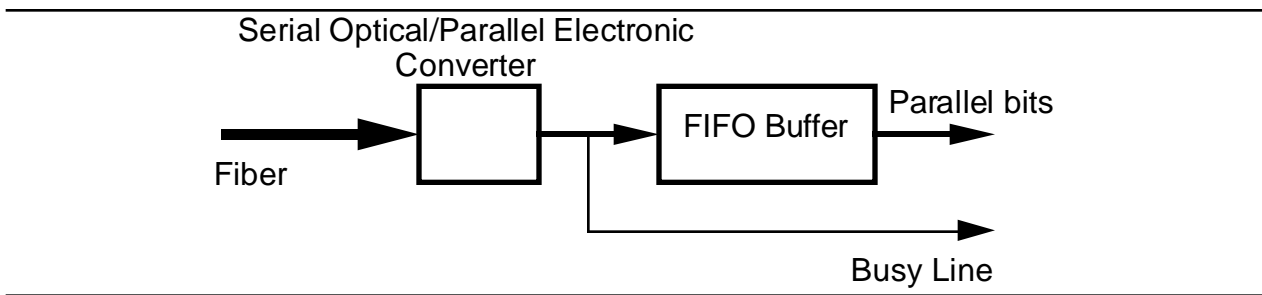 Serial Optical/Parallel Electronic
Converter
FIFO Buffer
Parallel bits
Fiber
Busy Line